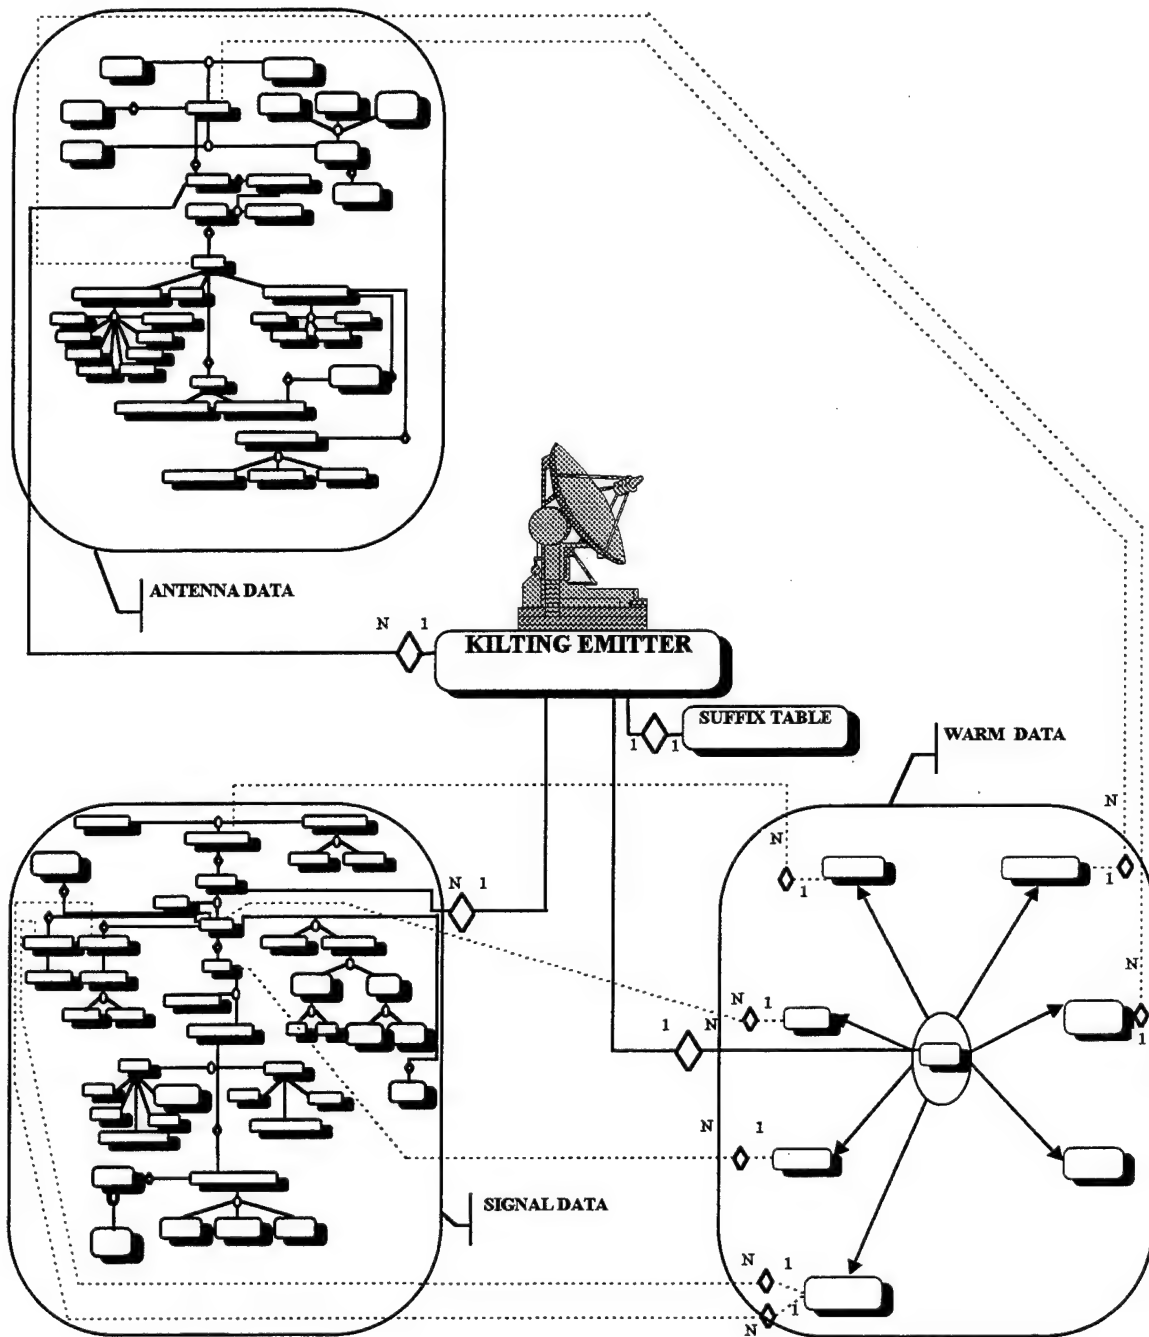 ANTENNA DATA
N 1
KILTING EMITTER
SUFFIX TABLE
1 1
WARM DATA
N
N
1
1
N 1
N
N 1
1 N
1
N 1
SIGNAL DATA
N 1
1
N